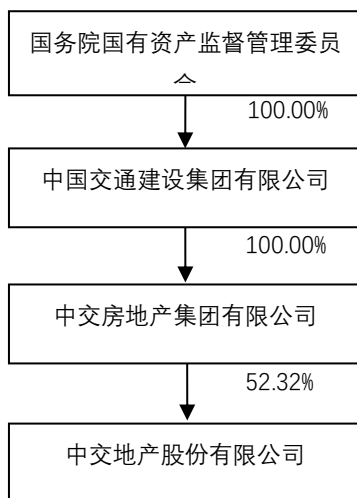 国务院国有资产监督管理委员
会
100.00%
中国交通建设集团有限公司
100.00%
中交房地产集团有限公司
52.32%
中交地产股份有限公司